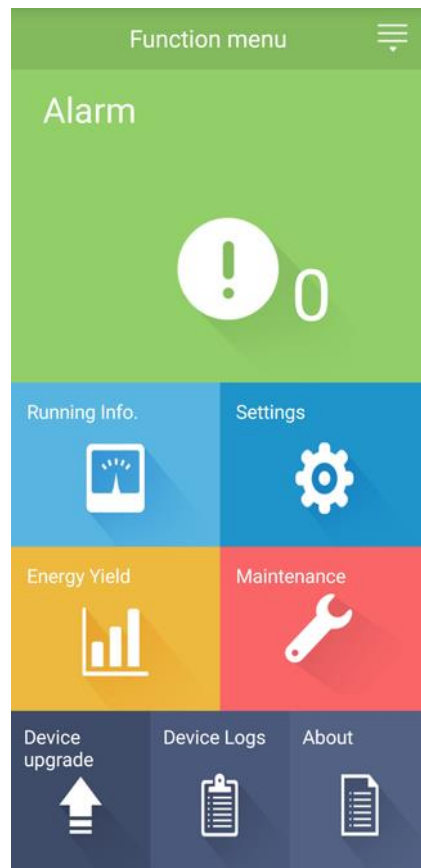 Function menu
Alarm
0
Running Info.
Settings
Energy Yield
Maintenance
Device
upgrade
Device Logs
About